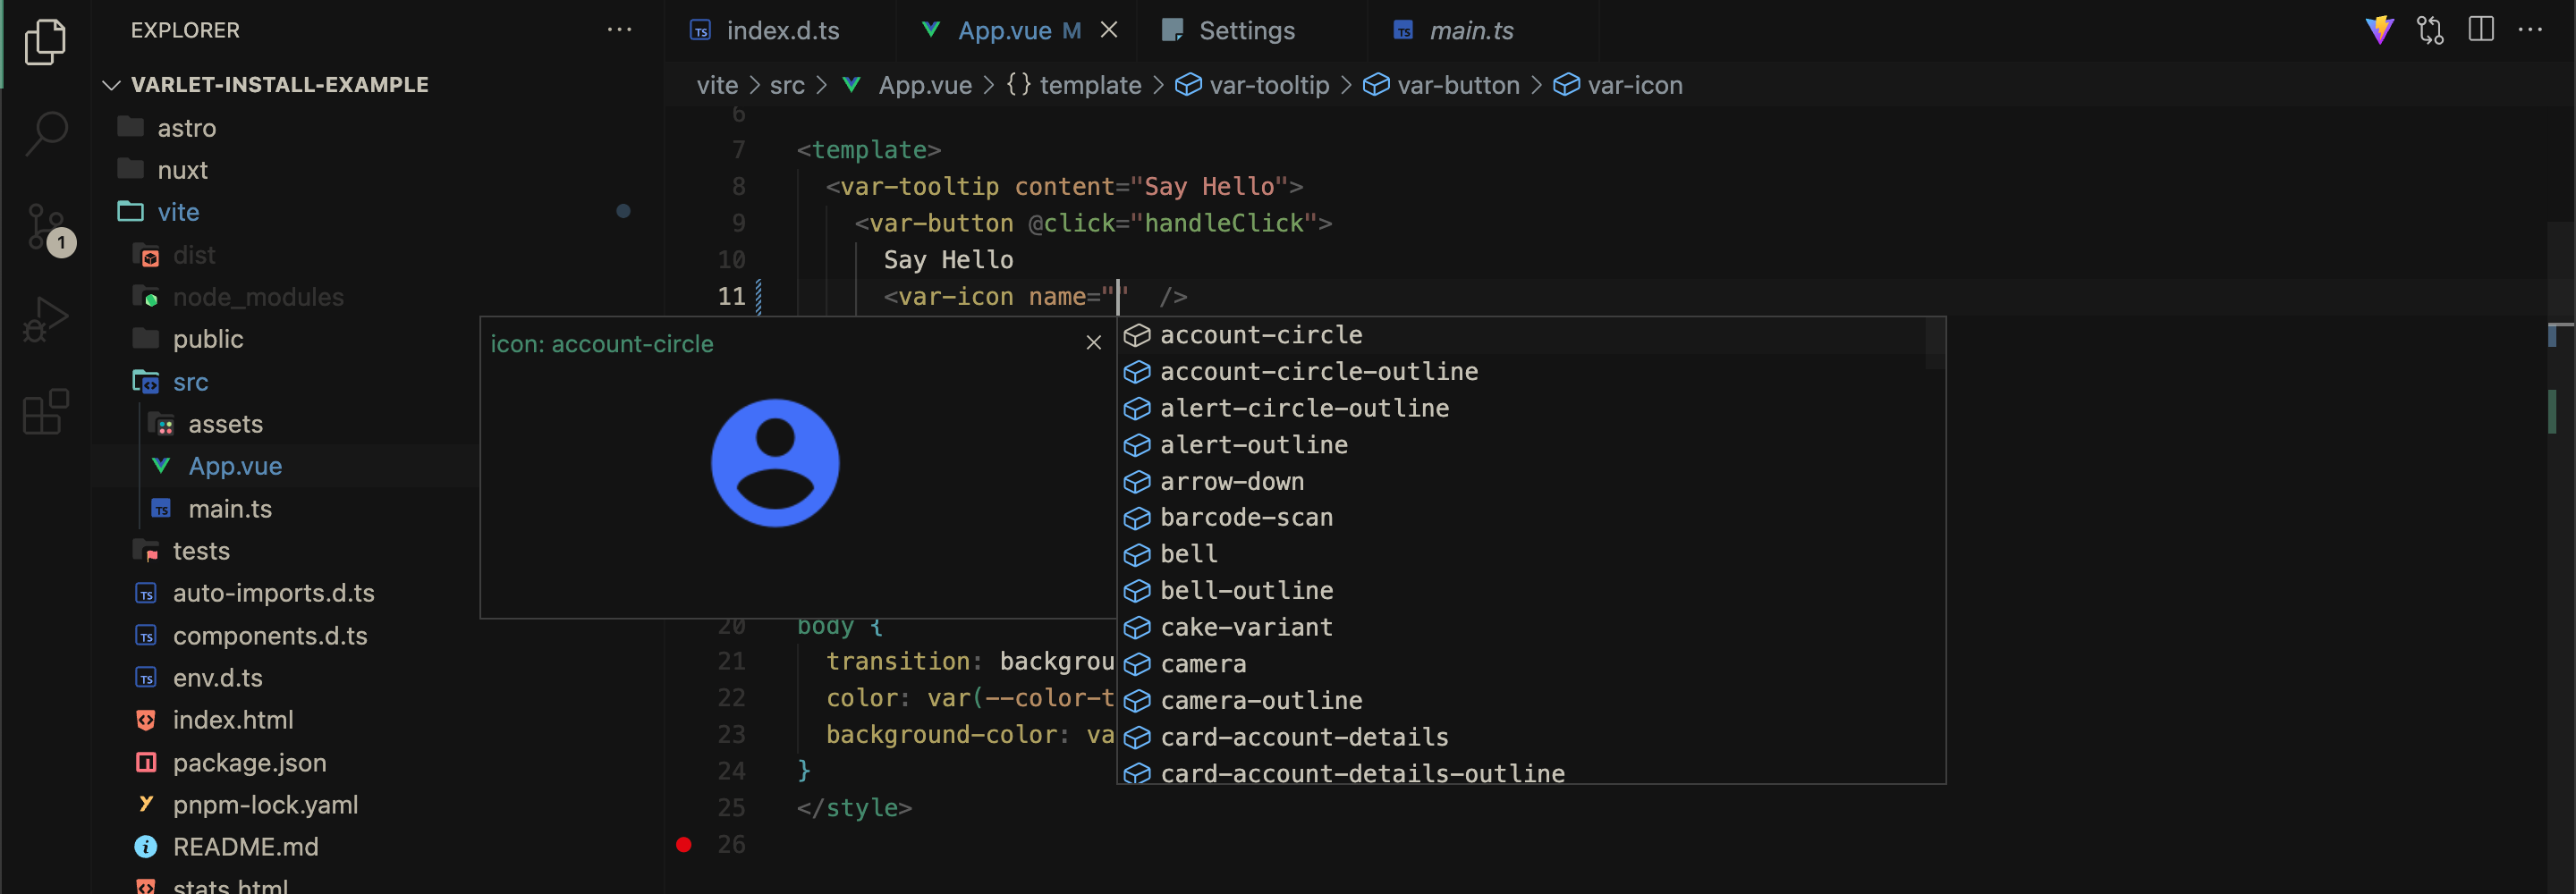 EXPLORER
VARLET-INSTALL-EXAMPLE
astro
nuxt
vite
1
dist
node_modules
public
src
assets
App.vue
main.ts
tests
auto-imports.d.ts
components.d.ts
env.d.ts
index.html
package.json
pnpm-lock.yaml
README.md
stats.html
index.d.ts App.vue M Settings main.ts
vite > src > App.vue > {} template > var-tooltip > var-button > var-icon
6
7 <template>
8 <var-tooltip content="Say Hello">
9 <var-button @click="handleClick">
10 Say Hello
11 <var-icon name="" />
icon: account-circle
account-circle
account-circle-outline
alert-circle-outline
alert-outline
arrow-down
barcode-scan
bell
bell-outline
cake-variant
camera
camera-outline
card-account-details
card-account-details-outline
20 body {
21 transition: backgrou
22 color: var(--color-t
23 background-color: va
24 }
25 </style>
26